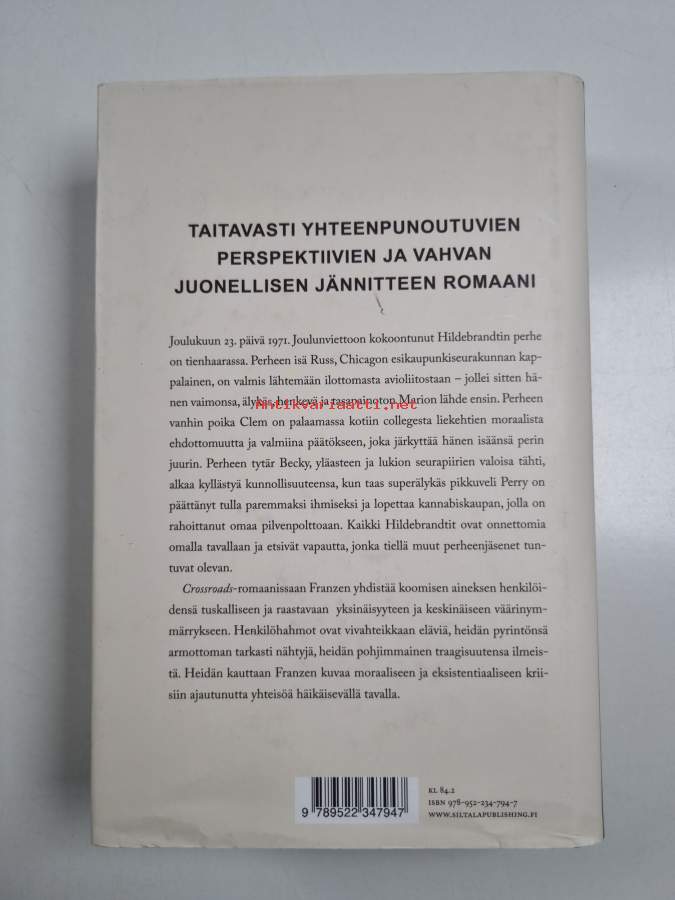 TAITAVASTI YHTEENPUNOUTUVIEN
PERSPEKTIIVIEN JA VAHVAN
JUONELLISEN JÄNNITTEEN ROMAANI
Joulukuun 23. päivä 1971. Joulunviettoon kokoontunut Hildebrandtin perhe
on tienhaarassa. Perheen isä Russ, Chicagon esikaupunkiseurakunnan kap-
palainen, on valmis lähtemään ilottomasta avioliitostaan – jollei sitten hä-
nen vaimonsa, älykäs, henkevä ja tasapainoton Marion lähde ensin. Perheen
Antikvariaatti.net
vanhin poika Clem on palaamassa kotiin collegesta liekehtien moraalista
ehdottomuutta ja valmiina päätökseen, joka järkyttää hänen isäänsä perin
juurin. Perheen tytär Becky, yläasteen ja lukion seurapiirien valoisa tähti,
alkaa kyllästyä kunnollisuuteensa, kun taas superälykäs pikkuveli Perry on
päättänyt tulla paremmaksi ihmiseksi ja lopettaa kannabiskaupan, jolla on
rahoittanut omaa pilvenpolttoaan. Kaikki Hildebrandtit ovat onnettomia
omalla tavallaan ja etsivät vapautta, jonka tiellä muut perheenjäsenet tun-
tuvat olevan.
Crossroads-romaanissaan Franzen yhdistää koomisen aineksen henkilöi-
densä tuskalliseen ja raastavaan yksinäisyyteen ja keskinäiseen väärinym-
märrykseen. Henkilöhahmot ovat vivahteikkaan eläviä, heidän pyrintönsä
armottoman tarkasti nähtyjä, heidän pohjimmainen traagisuutensa ilmeis-
tä. Heidän kauttaan Franzen kuvaa moraaliseen ja eksistentiaaliseen krii-
siin ajautunutta yhteisöä häikäisevällä tavalla.
KL 84.2
ISBN 978-952-234-794-7
WWW.SILTALAPUBLISHING.FI
9 789522 347947